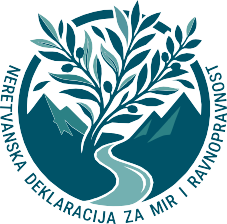 NERETVANSKA DEKLARACIJA ZA MIR I RAVNOPRAVNOST